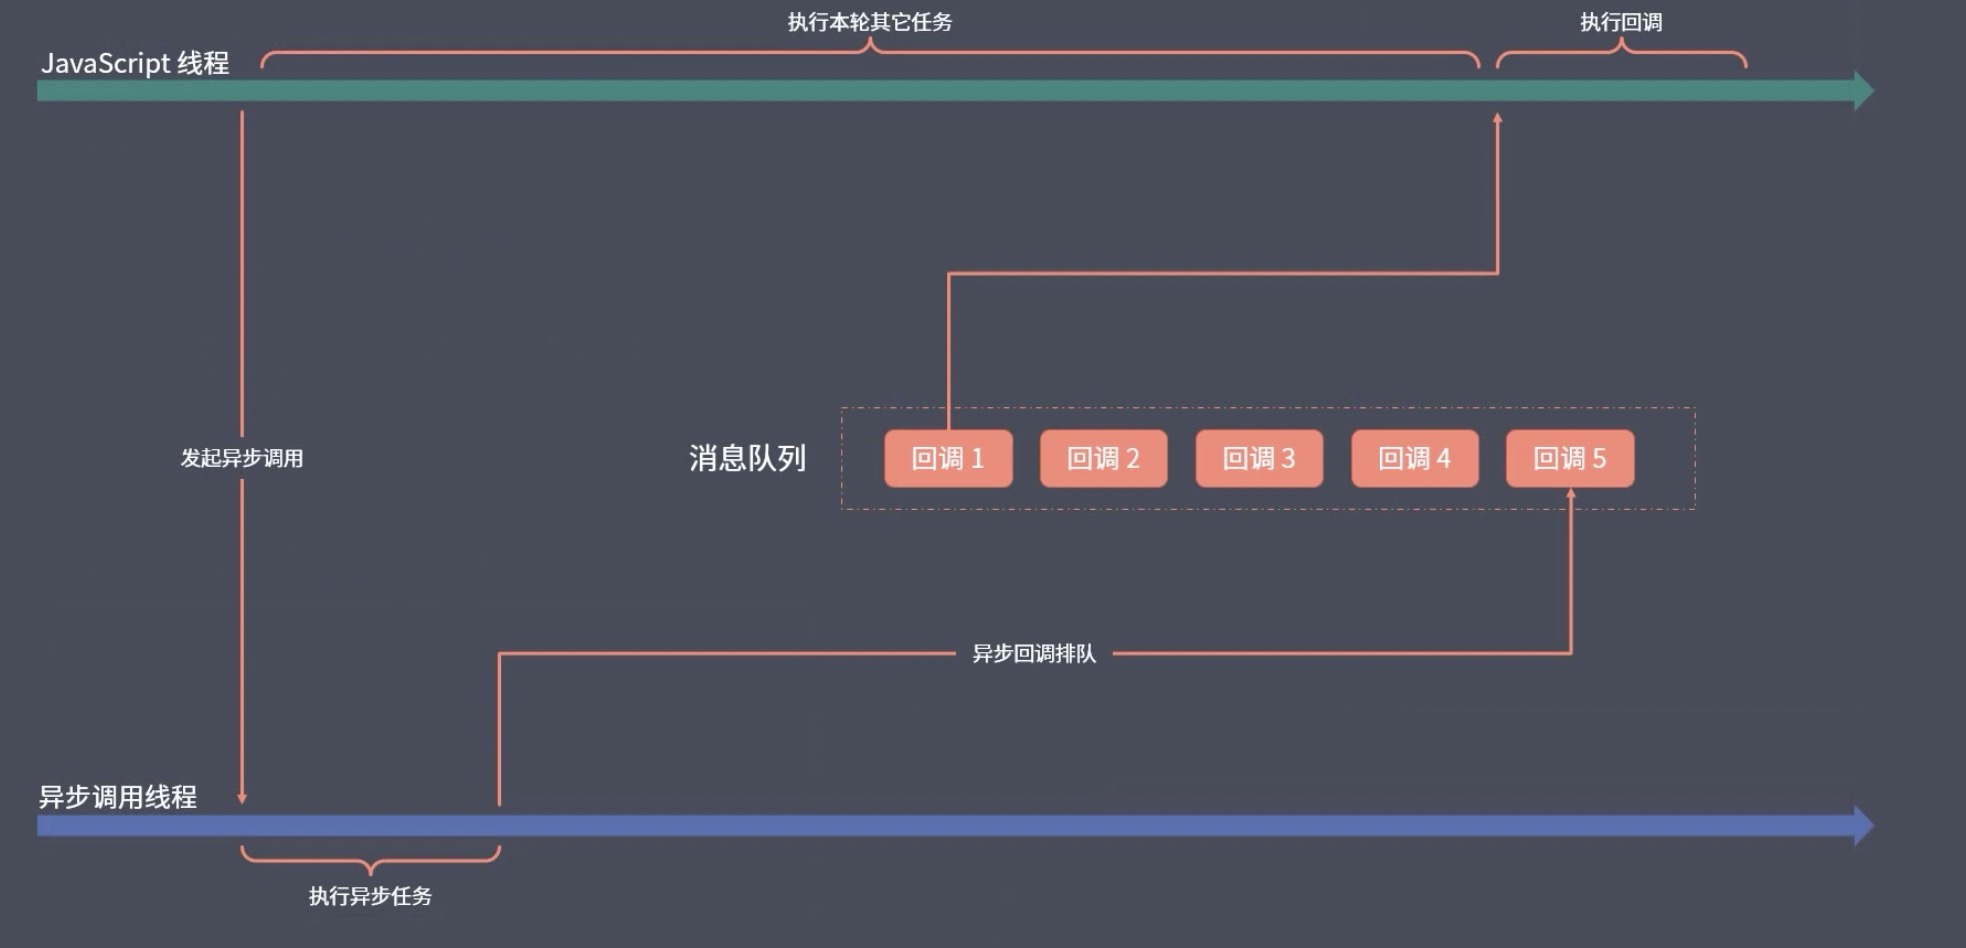 执行本轮其它任务
执行回调
JavaScript 线程
发起异步调用
消息队列
回调 1
回调 2
回调 3
回调 4
回调 5
异步回调排队
异步调用线程
执行异步任务